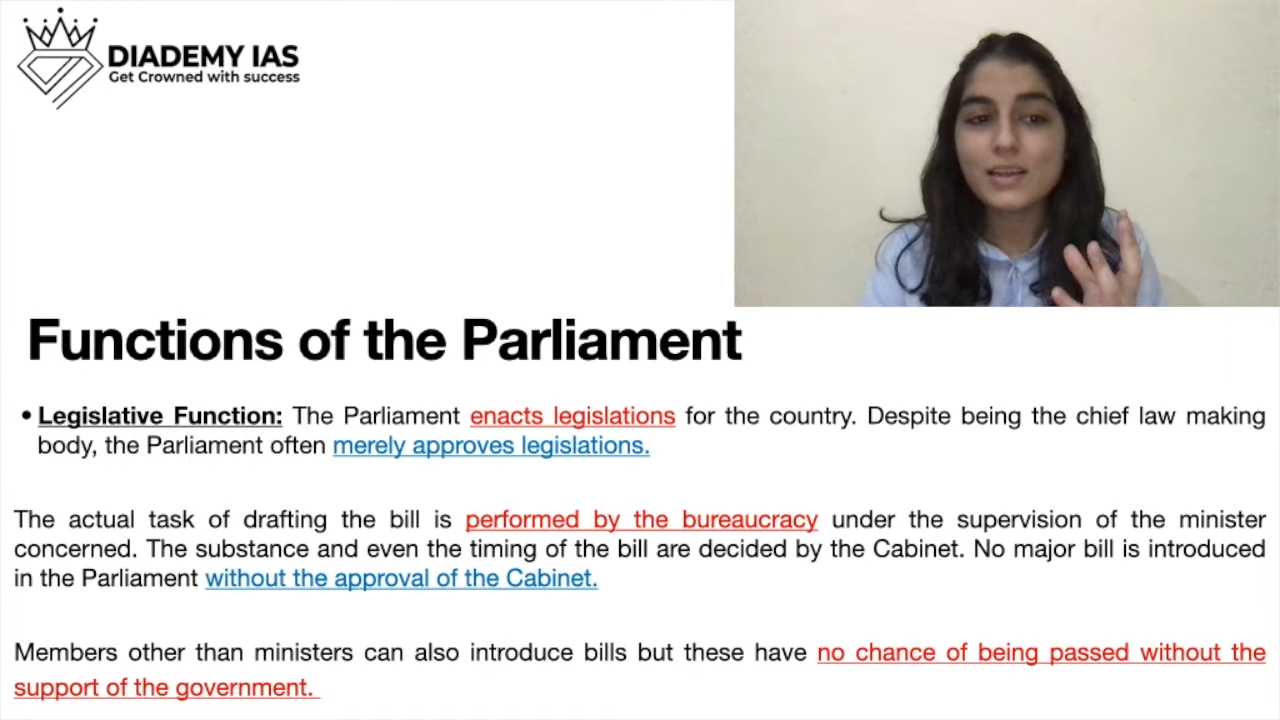 DIADEMY IAS
Get Crowned with success
Functions of the Parliament
• Legislative Function: The Parliament enacts legislations for the country. Despite being the chief law making
body, the Parliament often merely approves legislations.
The actual task of drafting the bill is performed by the bureaucracy under the supervision of the minister
concerned. The substance and even the timing of the bill are decided by the Cabinet. No major bill is introduced
in the Parliament without the approval of the Cabinet.
Members other than ministers can also introduce bills but these have no chance of being passed without the
support of the government.